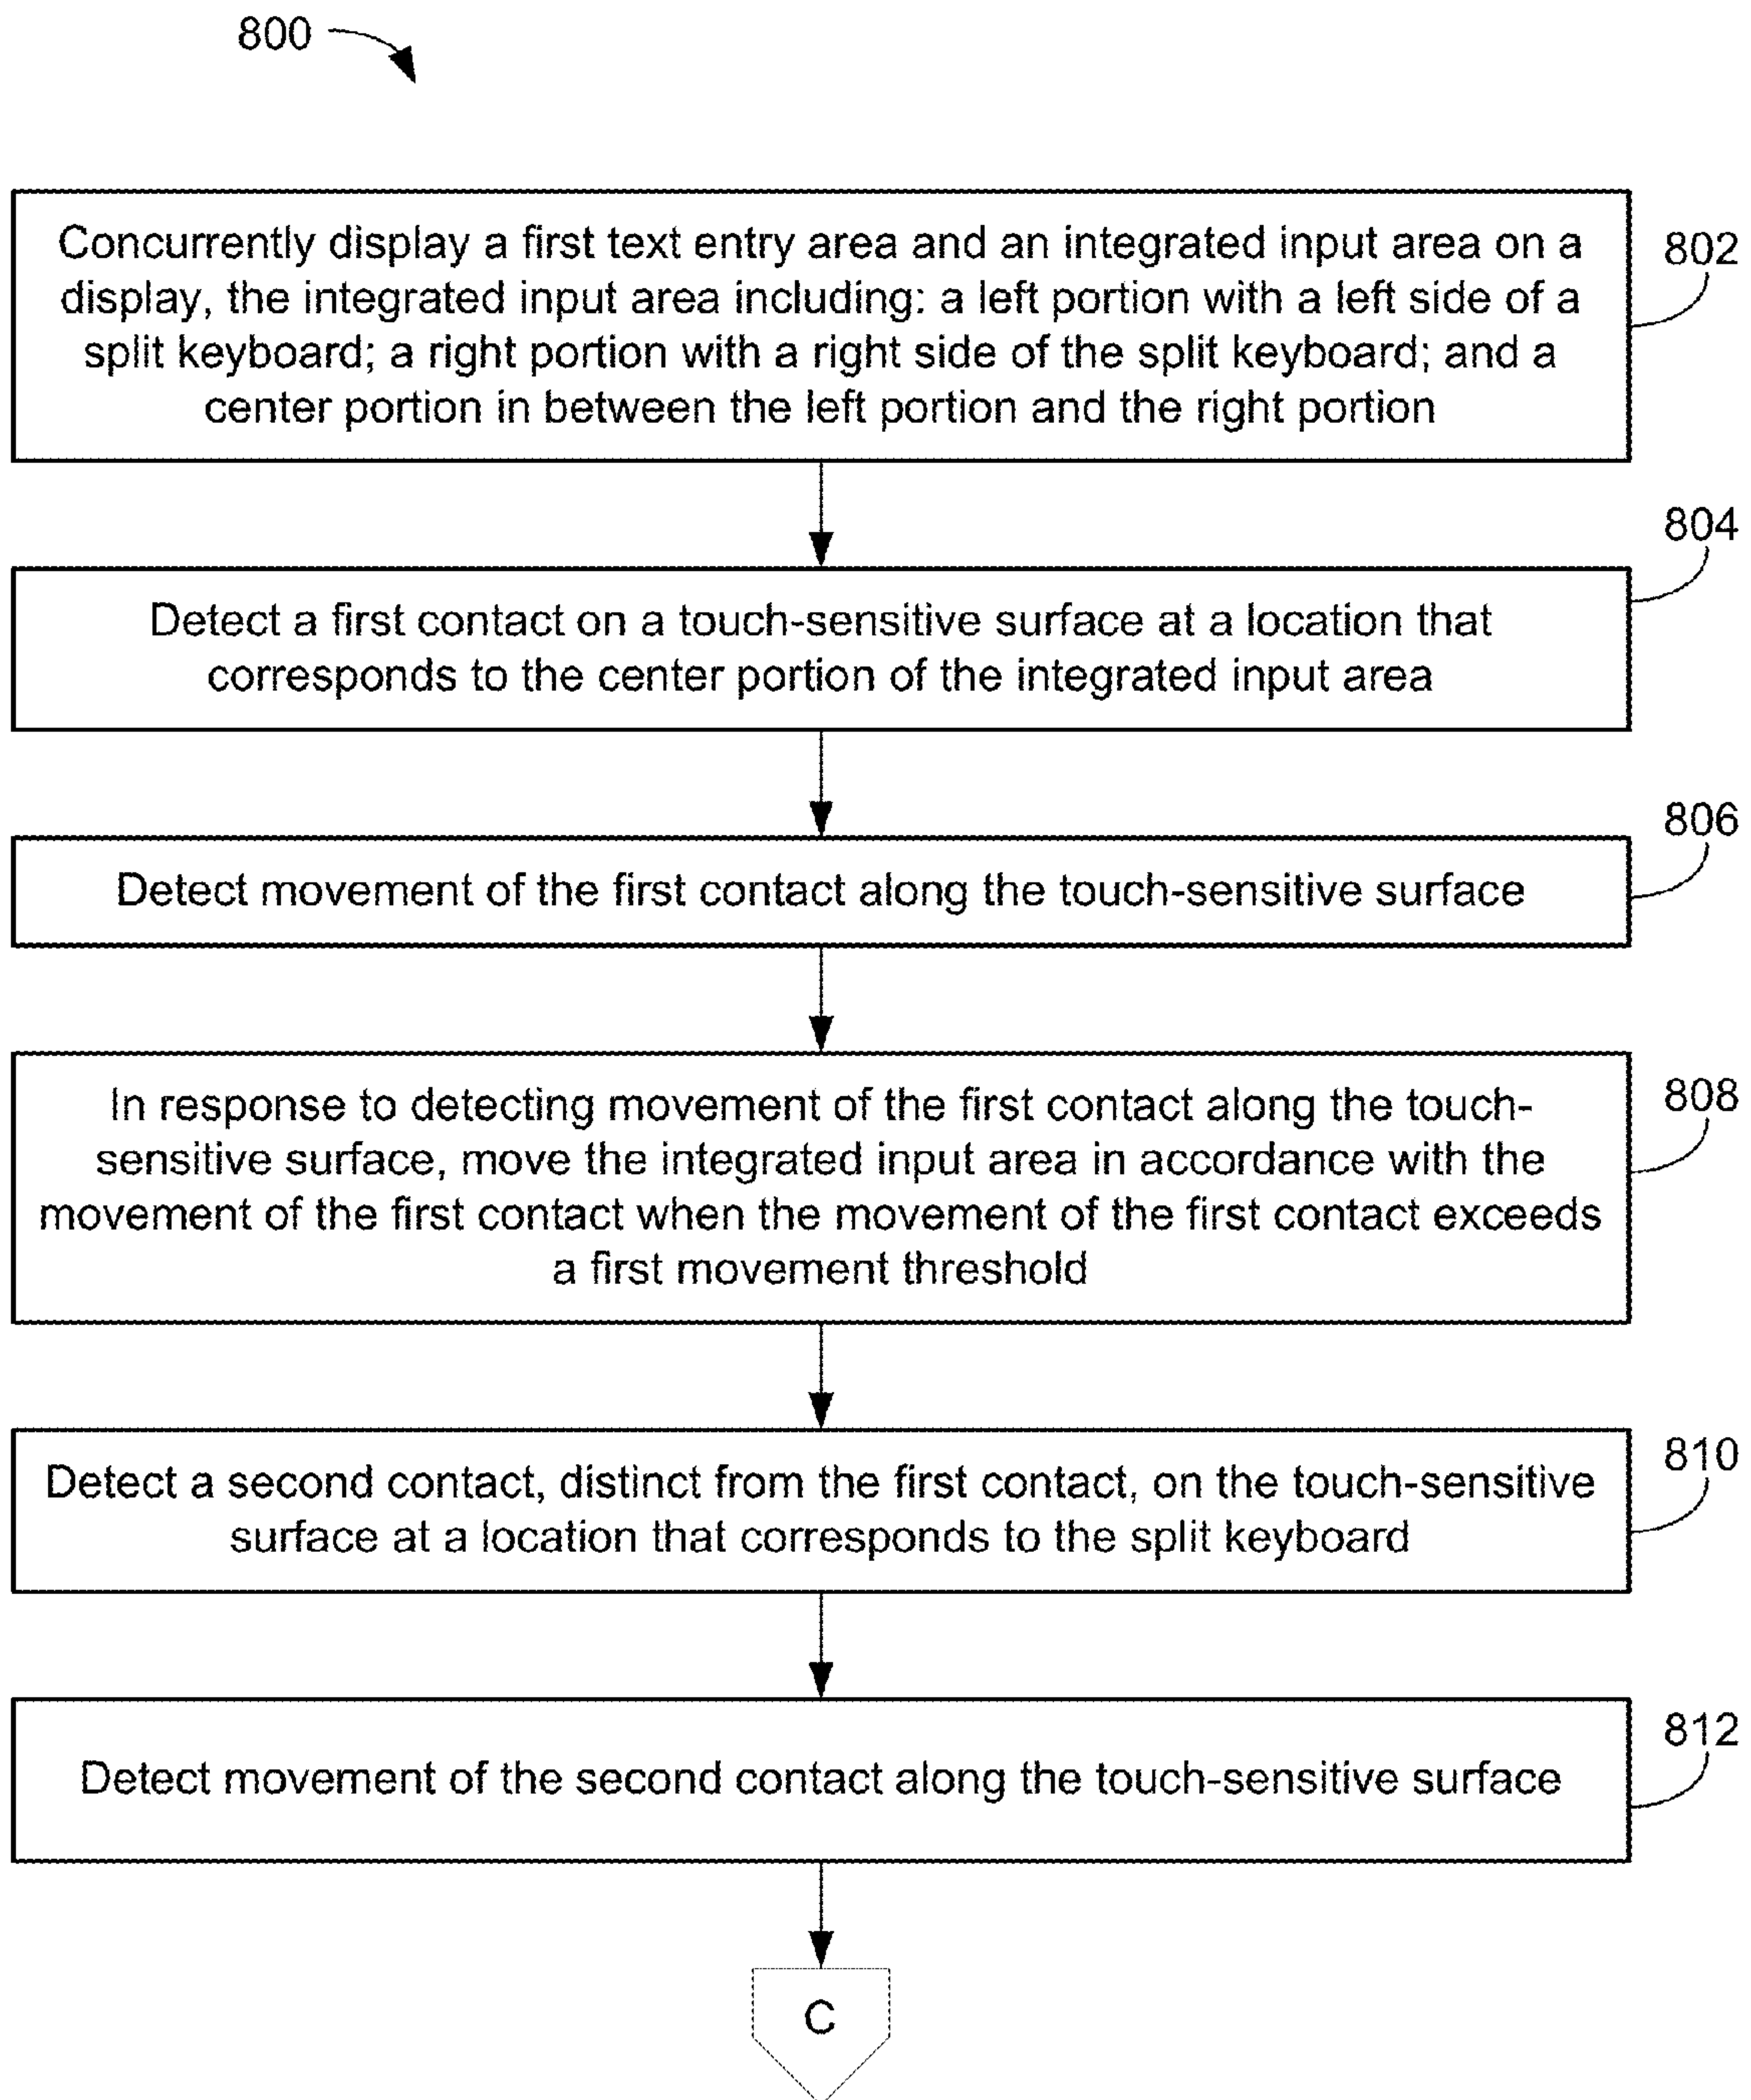 800
Concurrently display a first text entry area and an integrated input area on a
display, the integrated input area including: a left portion with a left side of a
split keyboard; a right portion with a right side of the split keyboard; and a
center portion in between the left portion and the right portion
802
804
Detect a first contact on a touch-sensitive surface at a location that
corresponds to the center portion of the integrated input area
806
Detect movement of the first contact along the touch-sensitive surface
In response to detecting movement of the first contact along the touch-
sensitive surface, move the integrated input area in accordance with the
movement of the first contact when the movement of the first contact exceeds
a first movement threshold
808
Detect a second contact, distinct from the first contact, on the touch-sensitive
surface at a location that corresponds to the split keyboard
810
Detect movement of the second contact along the touch-sensitive surface
812
C